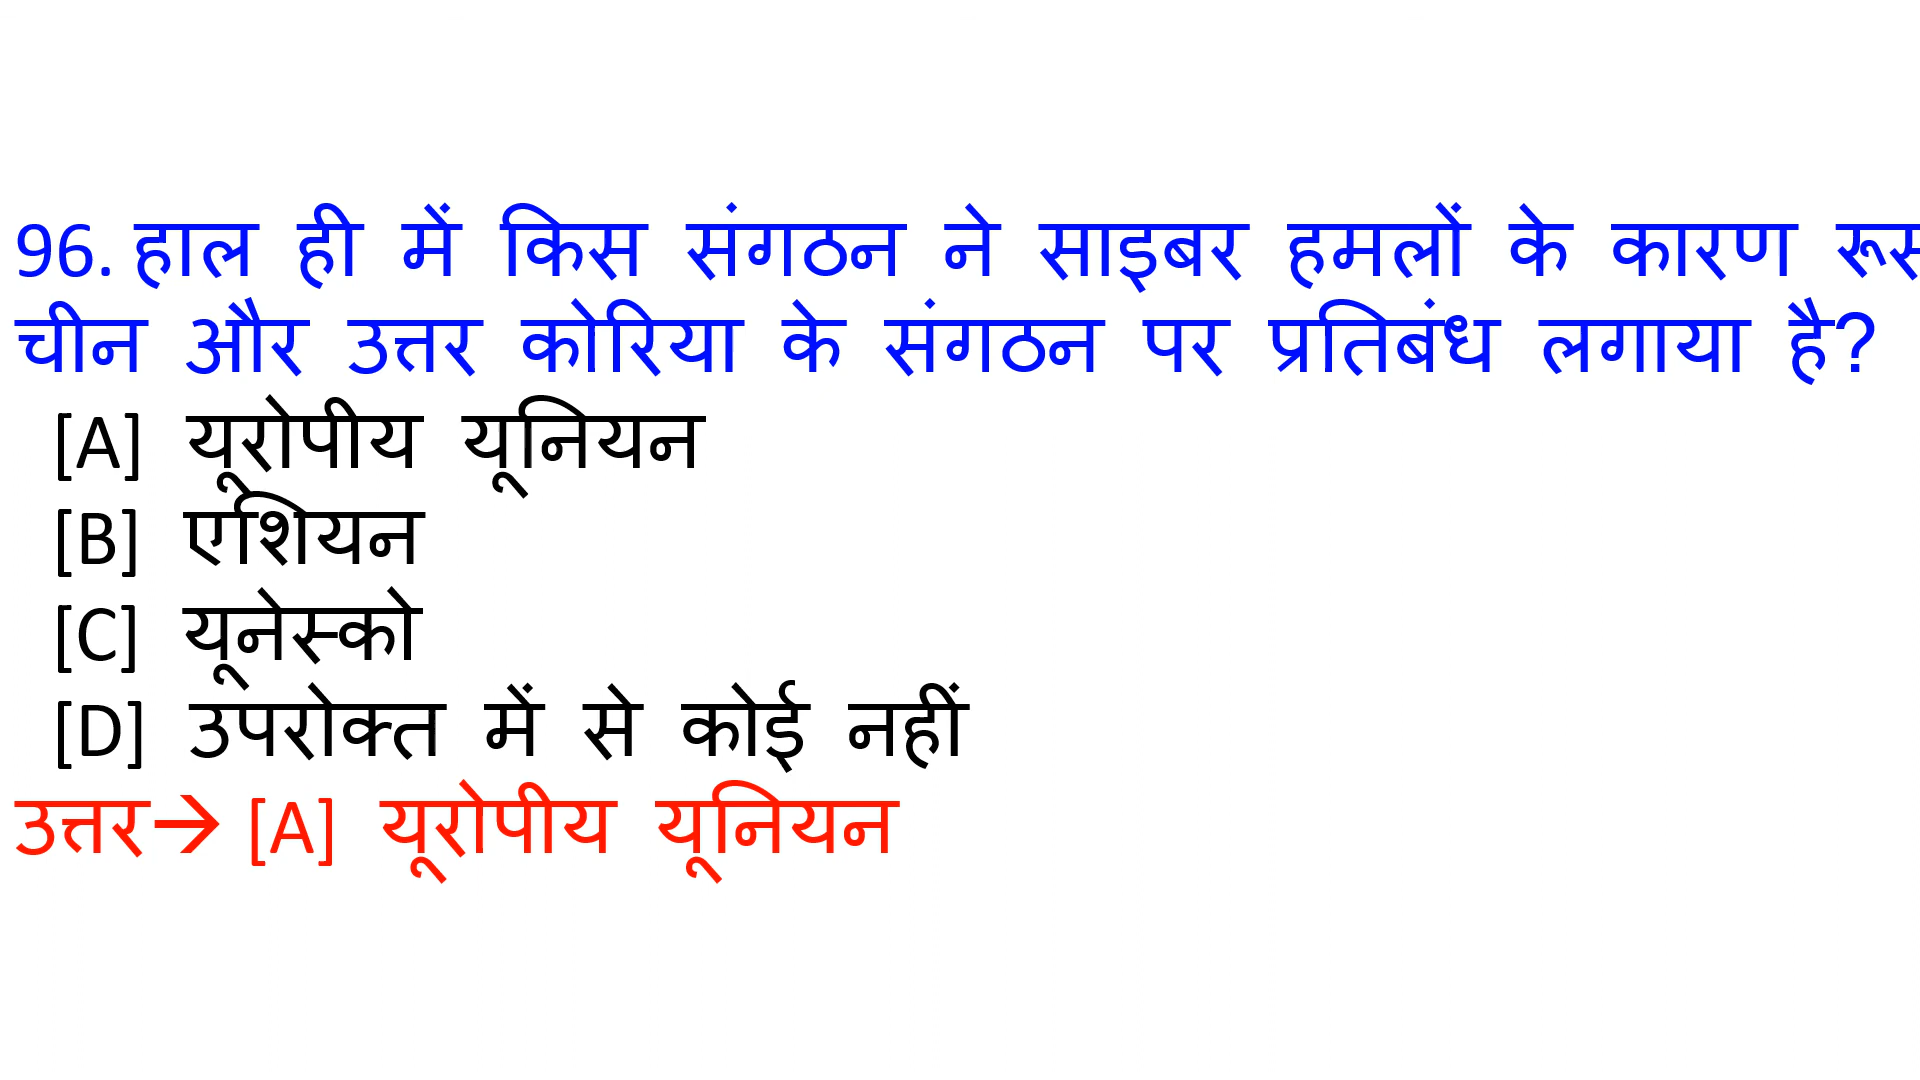 96. हाल ही में किस संगठन ने साइबर हमलों के कारण रूस
चीन और उत्तर कोरिया के संगठन पर प्रतिबंध लगाया है?
[A] यूरोपीय यूनियन
[B] एशियन
[C] यूनेस्को
[D] उपरोक्त में से कोई नहीं
उत्तर→ [A] यूरोपीय यूनियन